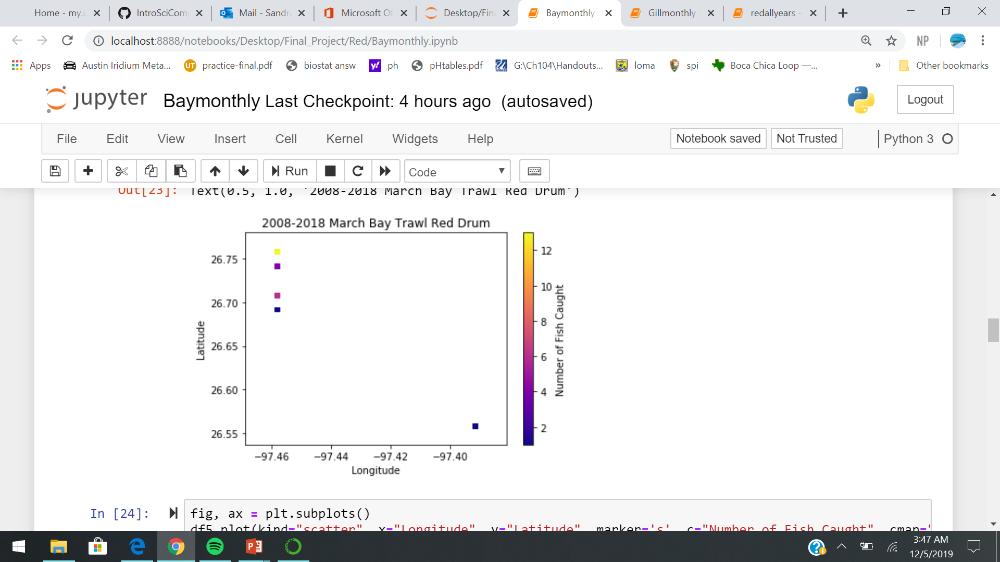 Home - my.u
IntroSciCom
Mail - Sandra
Microsoft Of
Desktop/Fina
Baymonthly
Gillmonthly -
redallyears -
localhost:8888/notebooks/Desktop/Final_Project/Red/Baymonthly.ipynb
NP
Apps
Austin Iridium Meta...
UT practice-final.pdf
biostat answ
y! ph
pHtables.pdf
G:\Ch104\Handouts...
loma
spi
Boca Chica Loop —...
»
Other bookmarks
jupyter Baymonthly Last Checkpoint: 4 hours ago (autosaved)
Logout
File Edit View Insert Cell Kernel Widgets Help
Notebook saved
Not Trusted
Python 3
Run
Code
Out[23]: Text(0.5, 1.0, '2008-2018 March Bay Trawl Red Drum')
2008-2018 March Bay Trawl Red Drum
26.75
26.70
26.65
26.60
26.55
Latitude
−97.46 −97.44 −97.42 −97.40
Longitude
12
10
8
6
4
2
Number of Fish Caught
In [24]: fig, ax = plt.subplots()
df5.plot(kind="scatter", x="Longitude", y="Latitude", marker='s', c="Number of Fish Caught", cmap='
3:47 AM
12/5/2019